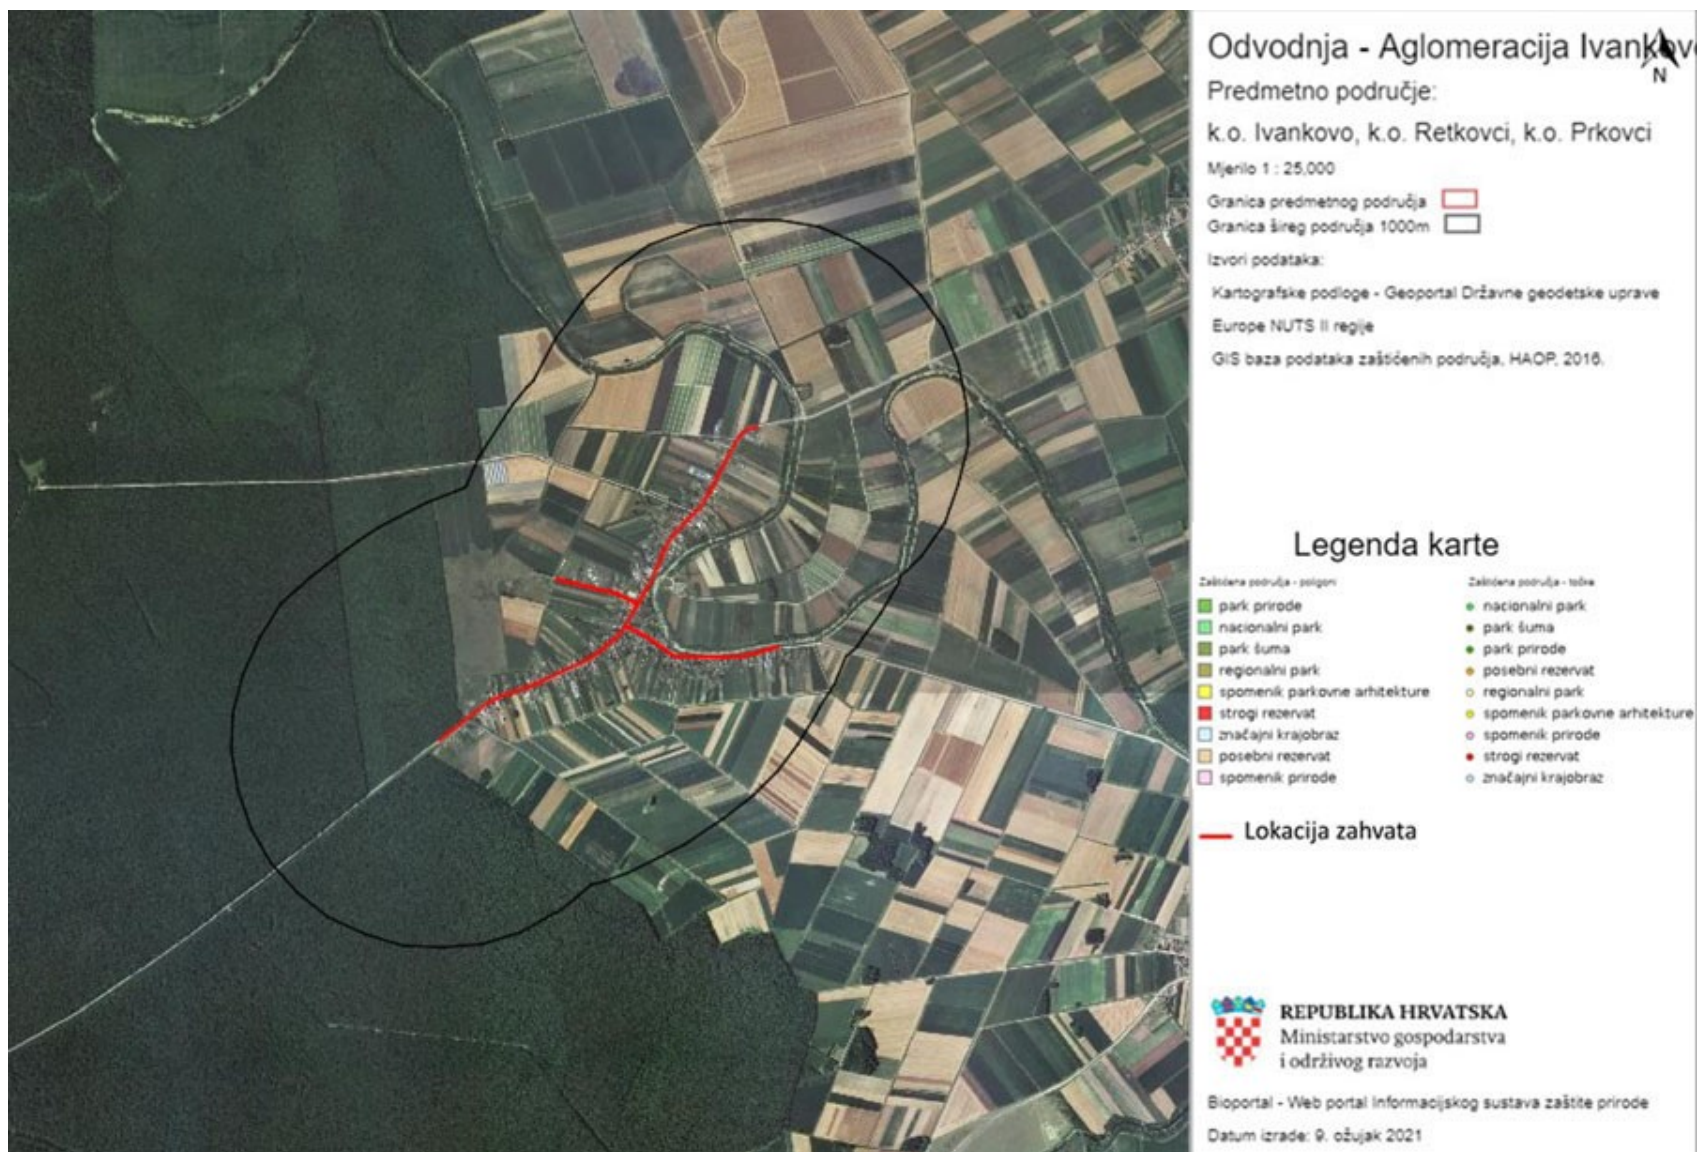 Odvodnja - Aglomeracija Ivankovo
N
Predmetno područje:
k.o. Ivankovo, k.o. Retkovci, k.o. Prkovci
Mjerilo 1 : 25,000
Granica predmetnog područja
Granica šireg područja 1000m
Izvori podataka:
Kartografske podloge - Geoportal Državne geodetske uprave
Europe NUTS II regije
GIS baza podataka zaštićenih područja, HAOP, 2016.
Legenda karte
Zaštićena područja - poligoni
park prirode
nacionalni park
park šuma
regionalni park
spomenik parkovne arhitekture
strogi rezervat
značajni krajobraz
posebni rezervat
spomenik prirode
Zaštićena područja - točke
nacionalni park
park šuma
park prirode
posebni rezervat
regionalni park
spomenik parkovne arhitekture
spomenik prirode
strogi rezervat
značajni krajobraz
Lokacija zahvata
REPUBLIKA HRVATSKA
Ministarstvo gospodarstva
i održivog razvoja
Bioportal - Web portal Informacijskog sustava zaštite prirode
Datum izrade: 9. ožujak 2021